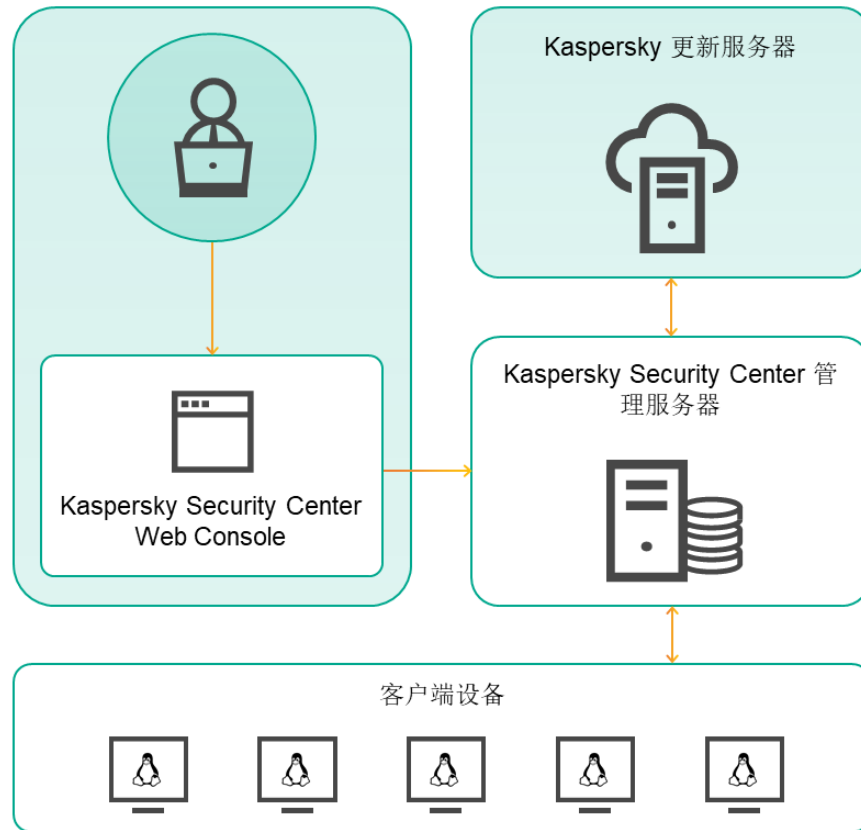 Kaspersky 更新服务器
Kaspersky Security Center 管
理服务器
Kaspersky Security Center
Web Console
客户端设备